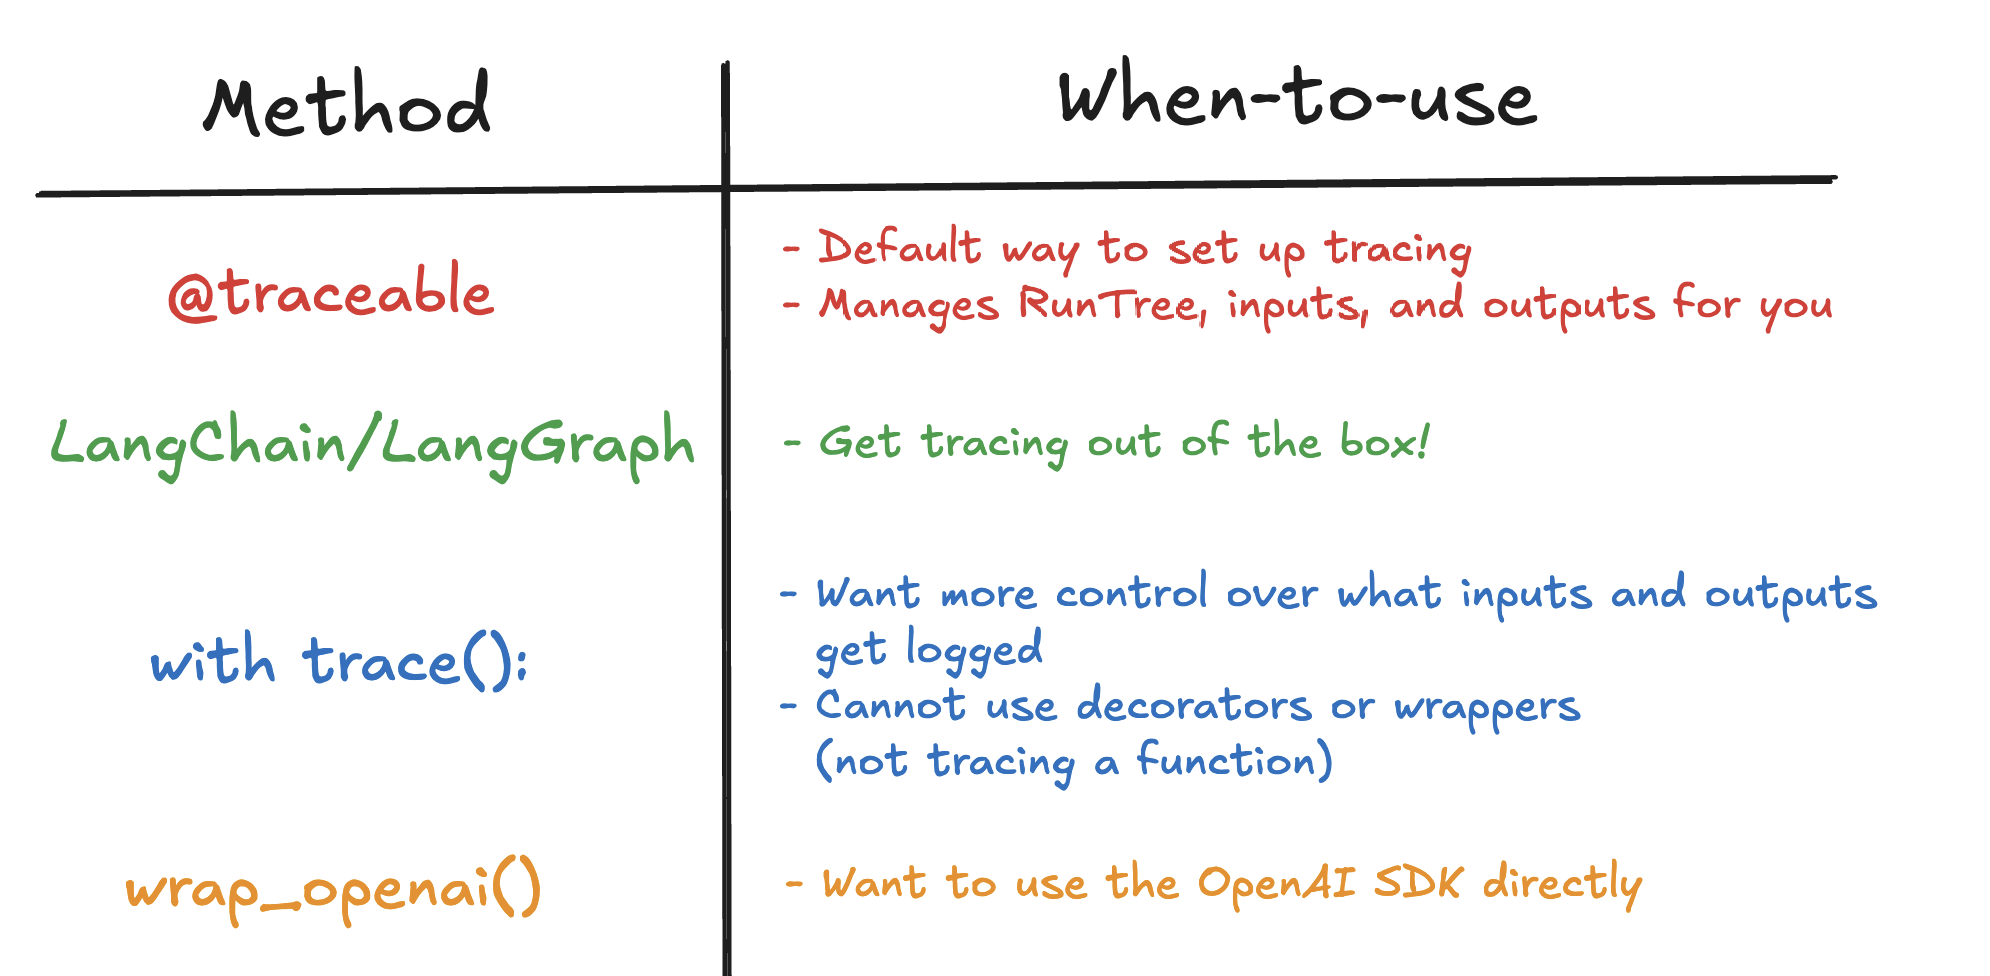 Method
When-to-use
@traceable
- Default way to set up tracing
- Manages RunTree, inputs, and outputs for you
LangChain/LangGraph
- Get tracing out of the box!
with trace():
- Want more control over what inputs and outputs
get logged
- Cannot use decorators or wrappers
(not tracing a function)
wrap_openai()
- Want to use the OpenAI SDK directly